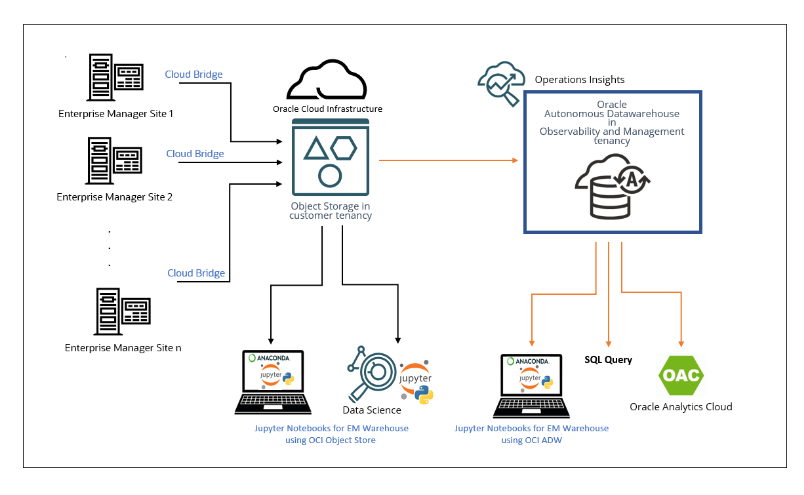 Cloud Bridge
Enterprise Manager Site 1
Cloud Bridge
Enterprise Manager Site 2
Cloud Bridge
Enterprise Manager Site n
Oracle Cloud Infrastructure
Object Storage in
customer tenancy
Operations Insights
Oracle
Autonomous Datawarehouse
in
Observability and Management
tenancy
A
ANACONDA
jupyter
jupyter
Data Science
Jupyter Notebooks for EM Warehouse
using OCI Object Store
ANACONDA
jupyter
Jupyter Notebooks for EM Warehouse
using OCI ADW
SQL Query
OAC
Oracle Analytics Cloud